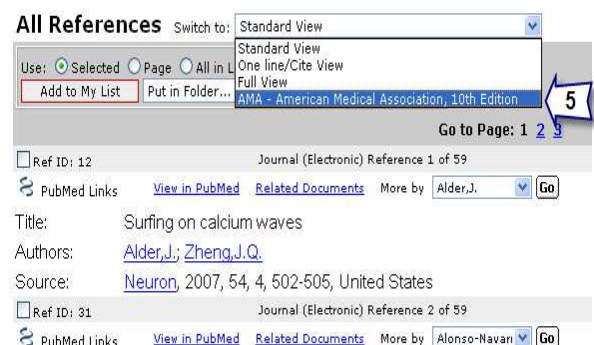 All References Switch to: Standard View
Standard View
One line/Cite View
Full View
AMA - American Medical Association, 10th Edition
5
Use: Selected Page All in L
Add to My List Put in Folder...
Go to Page: 1 2 3
Ref ID: 12 Journal (Electronic) Reference 1 of 59
PubMed Links View in PubMed Related Documents More by Alder,J. Go
Title: Surfing on calcium waves
Authors: Alder,J.; Zheng,J.Q.
Source: Neuron, 2007, 54, 4, 502-505, United States
Ref ID: 31 Journal (Electronic) Reference 2 of 59
PubMed Links View in PubMed Related Documents More by Alonso-Navarr Go